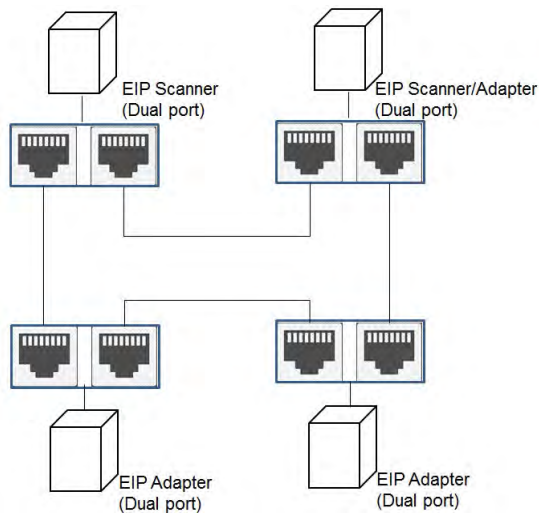 EIP Scanner
(Dual port)
EIP Scanner/Adapter
(Dual port)
EIP Adapter
(Dual port)
EIP Adapter
(Dual port)